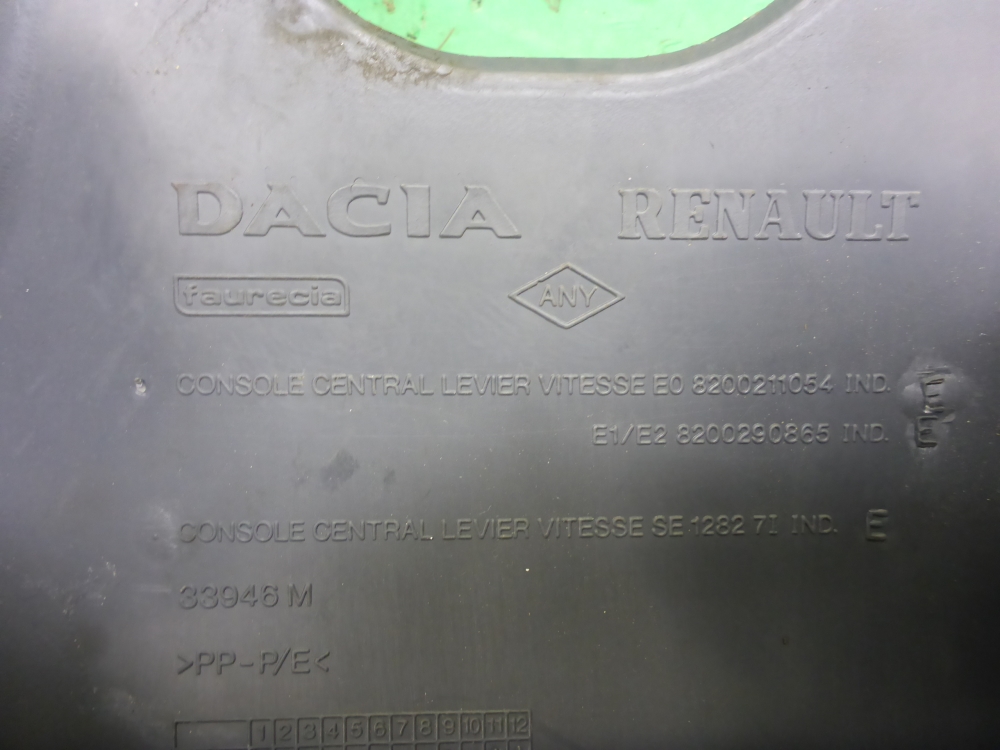 DACIA RENAULT
faurecia ANY
CONSOLE CENTRAL LEVIER VITESSE E0 8200211054 IND. E
E1/E2 8200290865 IND. E
CONSOLE CENTRAL LEVIER VITESSE SE 1282 7I IND. E
33946 M
>PP-P/E<
1 2 3 4 5 6 7 8 9 10 11 12